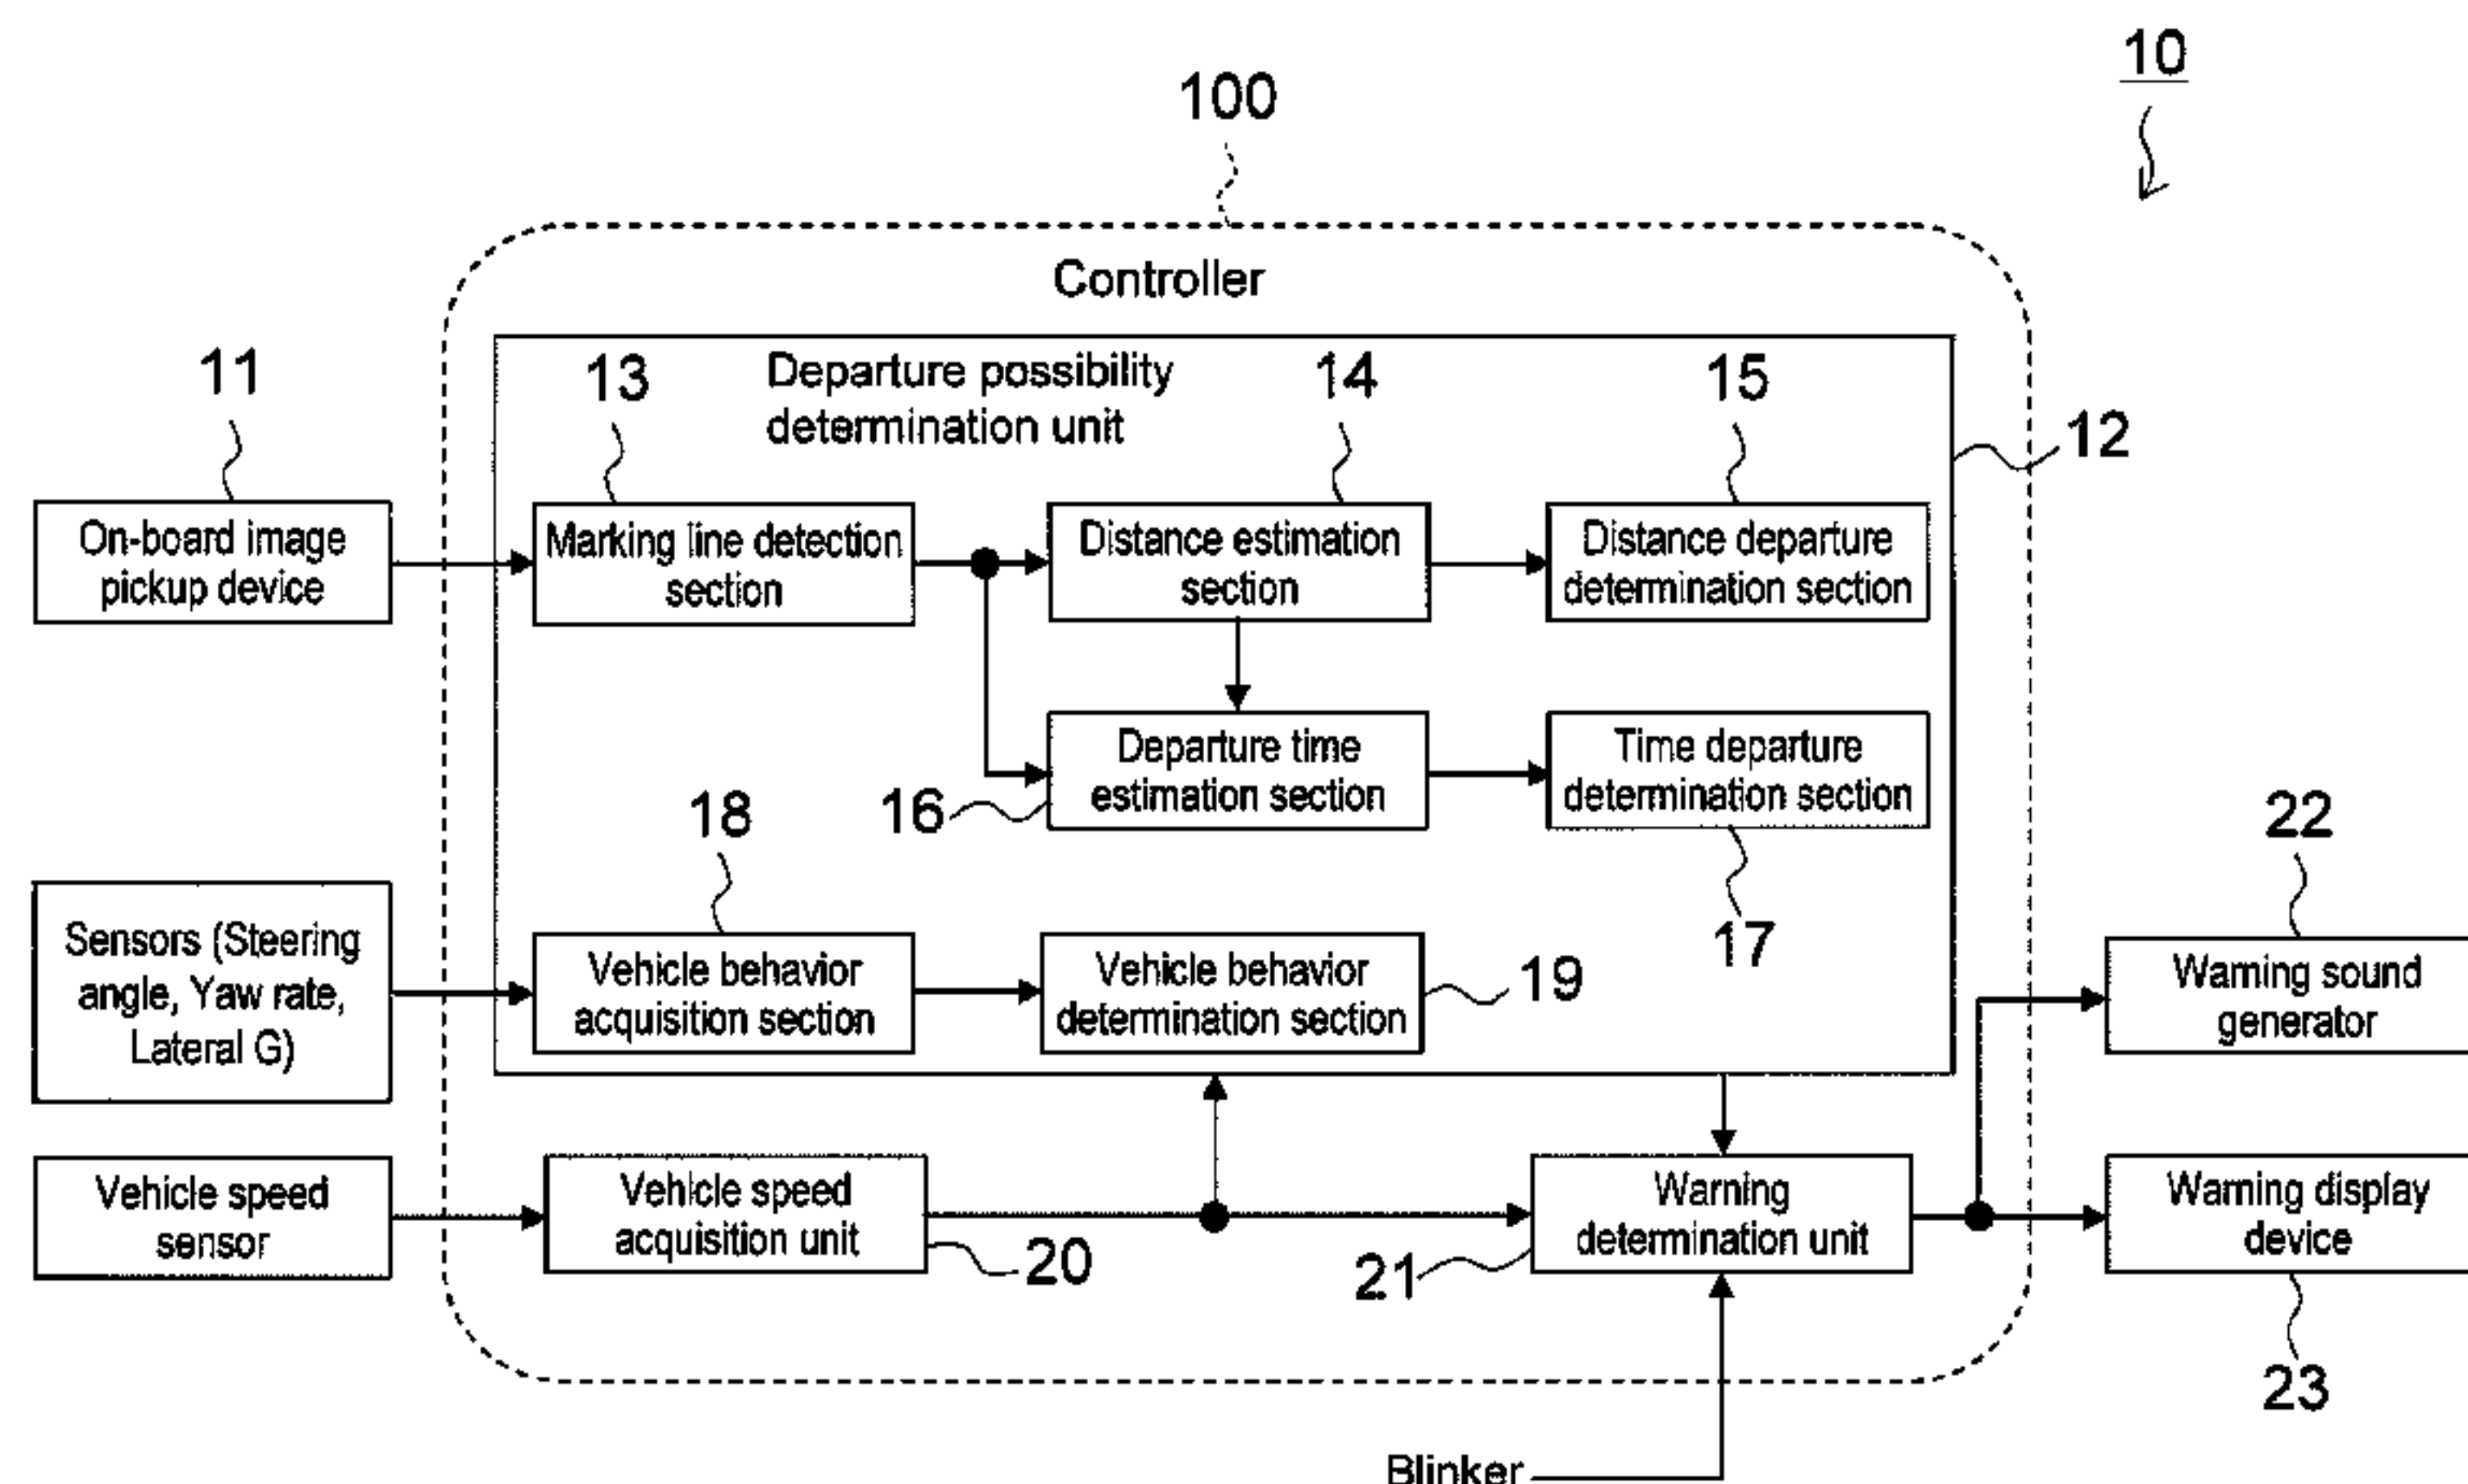 10
100
Controller
11
13
Departure possibility
determination unit
14
15
12
On-board image
pickup device
Marking line detection
section
Distance estimation
section
Distance departure
determination section
Departure time
estimation section
16
Time departure
determination section
17
18
22
Sensors (Steering
angle, Yaw rate,
Lateral G)
Vehicle behavior
acquisition section
Vehicle behavior
determination section
19
Warning sound
generator
Vehicle speed
sensor
Vehicle speed
acquisition unit
20
21
Warning
determination unit
Warning display
device
23
Blinker